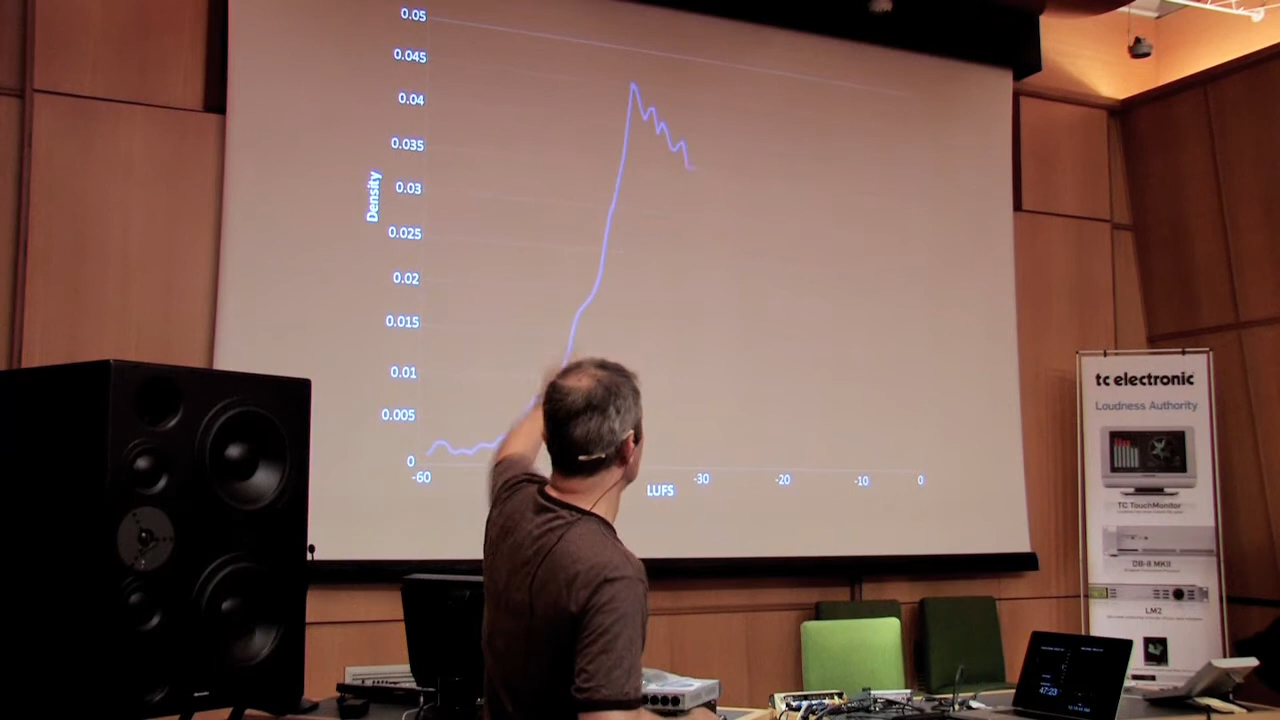 0.05
0.045
0.04
0.035
0.03
0.025
0.02
0.015
0.01
0.005
0
Density
-60
-30
-20
-10
0
LUFS
tc electronic
Loudness Authority
TC TouchMonitor
DB-8 MKII
LM2
47:23